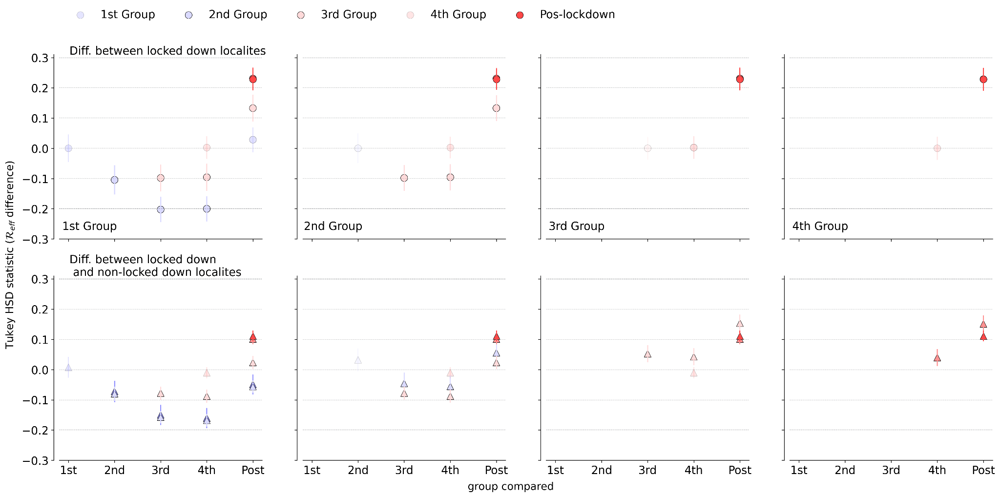 1st Group 2nd Group 3rd Group 4th Group Pos-lockdown
Diff. between locked down localites
0.3
0.2
0.1
0.0
−0.1
−0.2
−0.3
1st Group 2nd Group 3rd Group 4th Group
Tukey HSD statistic (ℛeff difference)
Diff. between locked down
and non-locked down localites
0.3
0.2
0.1
0.0
−0.1
−0.2
−0.3
1st 2nd 3rd 4th Post 1st 2nd 3rd 4th Post 1st 2nd 3rd 4th Post 1st 2nd 3rd 4th Post
group compared